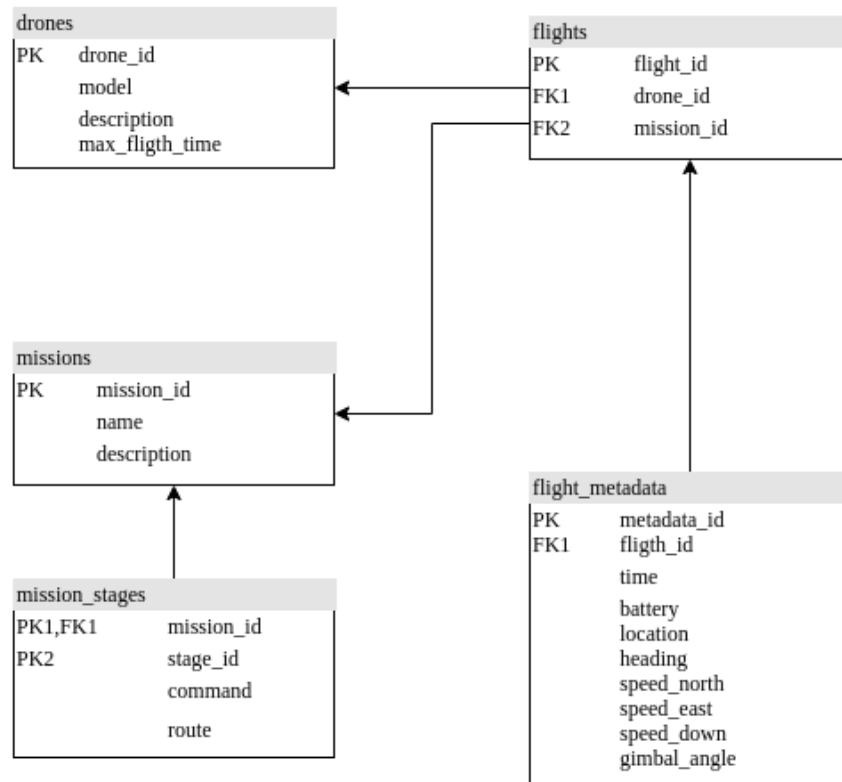 drones
PK drone_id
model
description
max_fligth_time
flights
PK flight_id
FK1 drone_id
FK2 mission_id
missions
PK mission_id
name
description
mission_stages
PK1,FK1 mission_id
PK2 stage_id
command
route
flight_metadata
PK metadata_id
FK1 fligth_id
time
battery
location
heading
speed_north
speed_east
speed_down
gimbal_angle